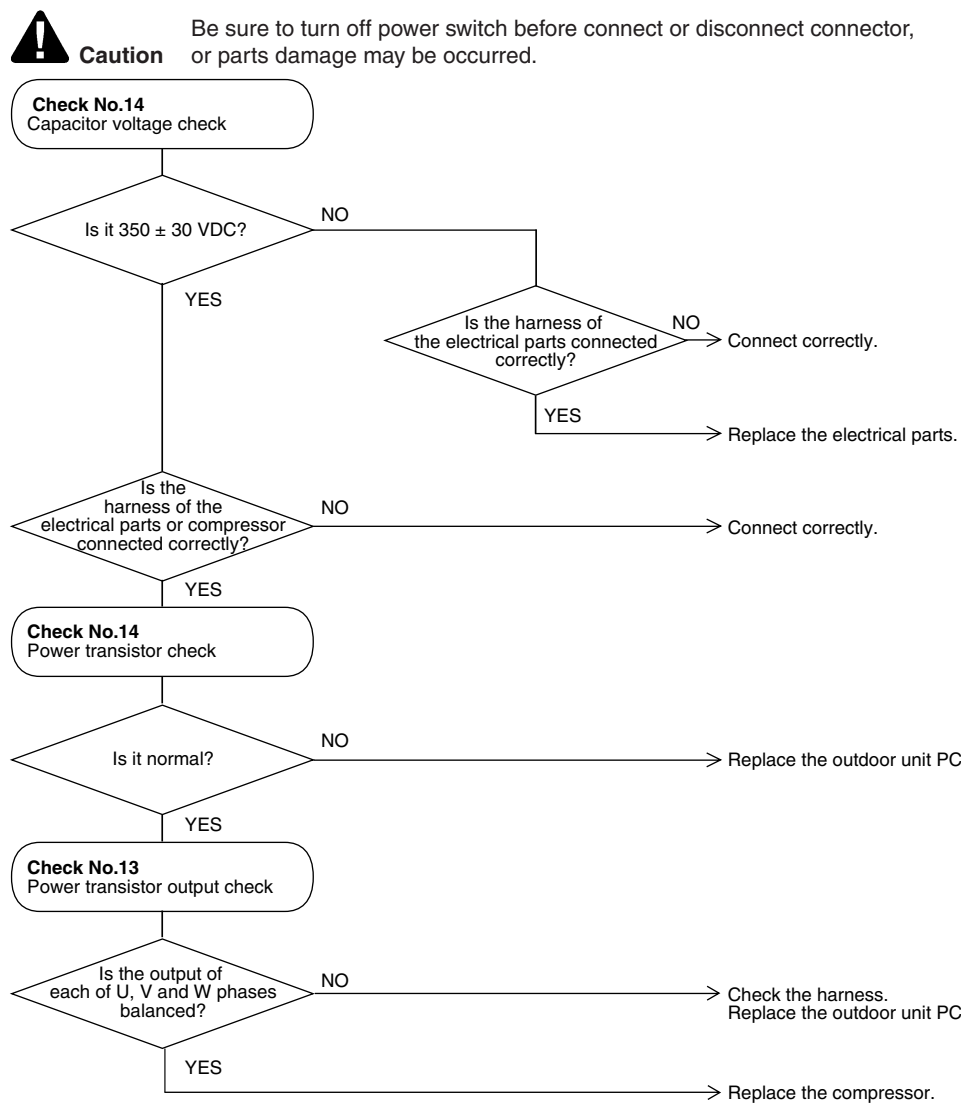 Be sure to turn off power switch before connect or disconnect connector,
Caution or parts damage may be occurred.
Check No.14
Capacitor voltage check
Is it 350 ± 30 VDC?
NO
YES
Is the harness of
the electrical parts connected
correctly?
NO
Connect correctly.
YES
Replace the electrical parts.
Is the
harness of the
electrical parts or compressor
connected correctly?
NO
Connect correctly.
YES
Check No.14
Power transistor check
Is it normal?
NO
Replace the outdoor unit PC
YES
Check No.13
Power transistor output check
Is the output of
each of U, V and W phases
balanced?
NO
Check the harness.
Replace the outdoor unit PC
YES
Replace the compressor.